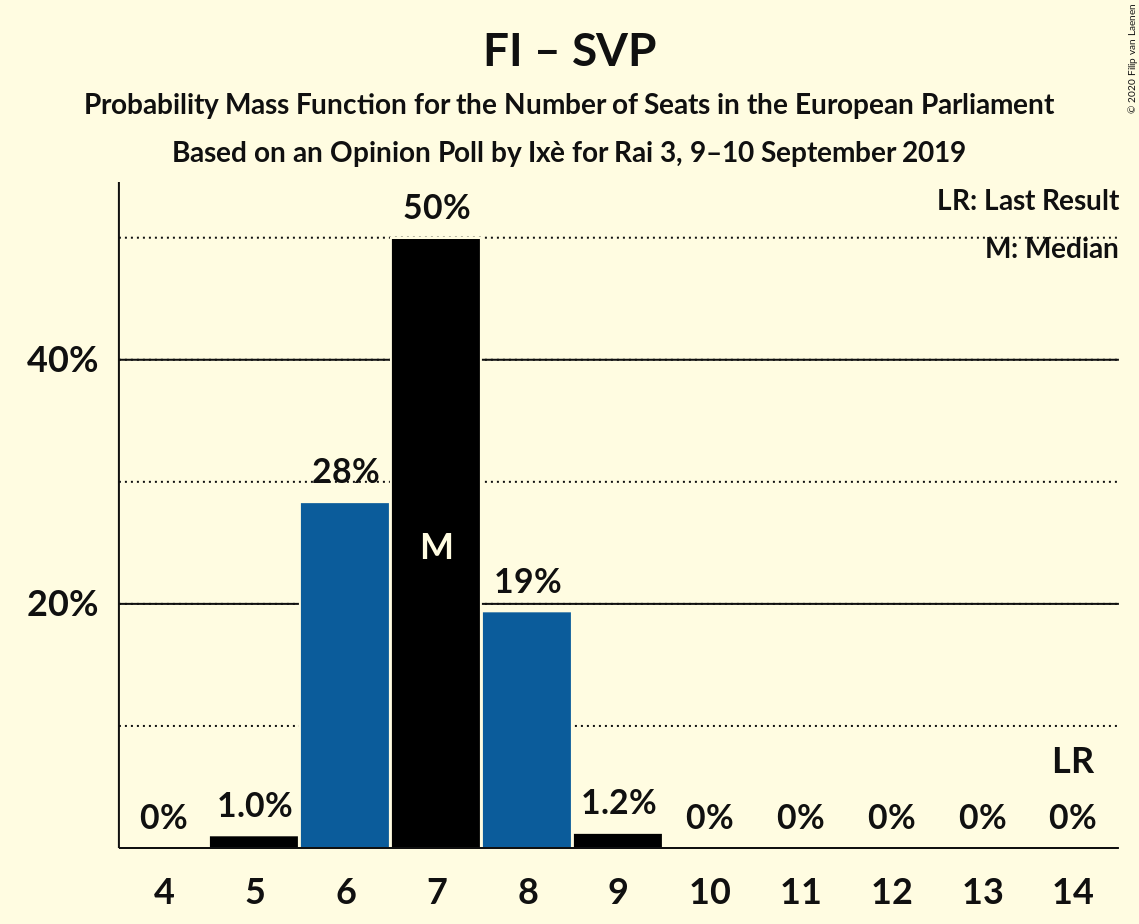 FI – SVP
Probability Mass Function for the Number of Seats in the European Parliament
Based on an Opinion Poll by Ixè for Rai 3, 9–10 September 2019
© 2020 Filip van Laenen
LR: Last Result
M: Median
50%
40%
28%
M
19%
20%
LR
0%
1.0%
1.2%
0%
0%
0%
0%
0%
4 5 6 7 8 9 10 11 12 13 14